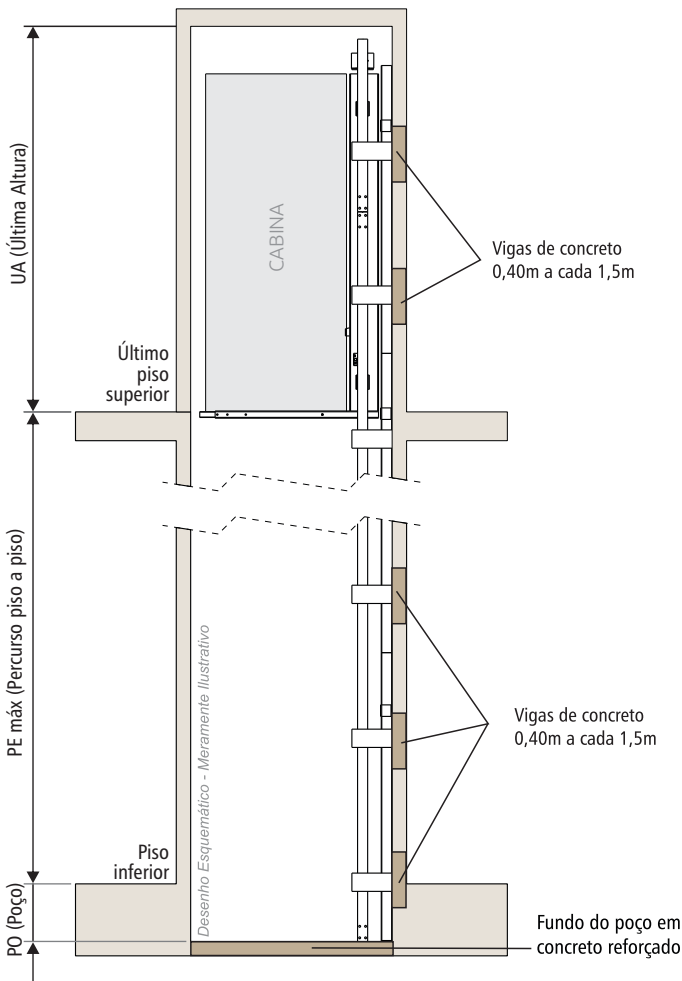 UA (Última Altura)
CABINA
Vigas de concreto
0,40m a cada 1,5m
Último
piso
superior
PE máx (Percurso piso a piso)
Desenho Esquemático - Meramente Ilustrativo
Vigas de concreto
0,40m a cada 1,5m
Piso
inferior
PO (Poço)
Fundo do poço em
concreto reforçado